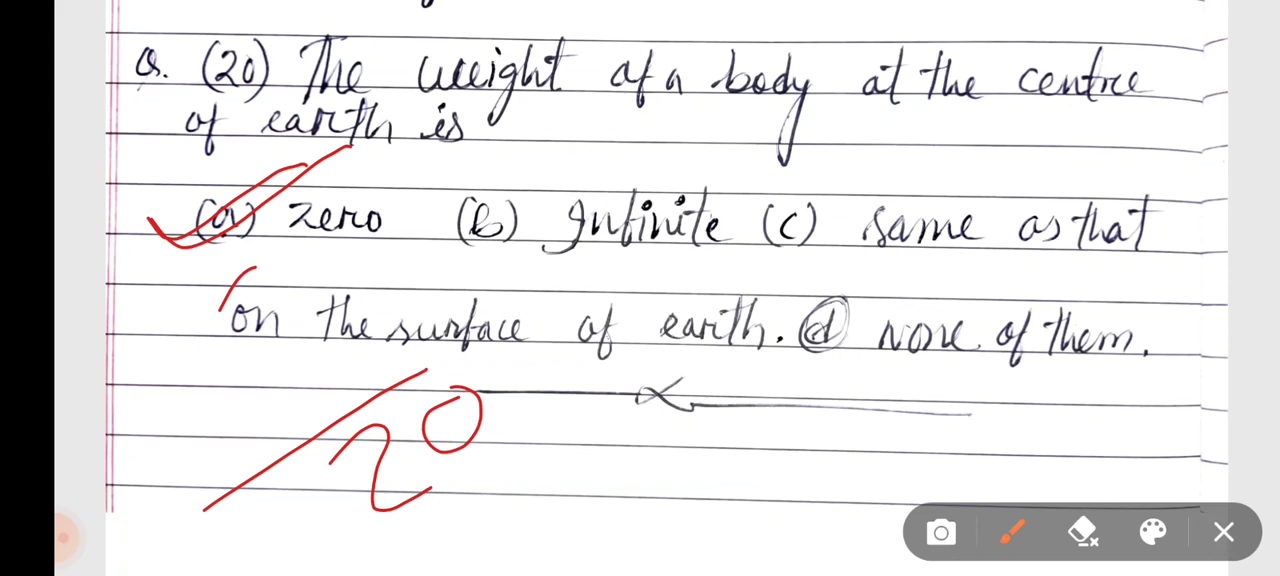 Q. (20) The weight of a body at the centre
of earth is
(a) zero (b) Infinite (c) same as that
on the surface of earth. (d) none of them.
20